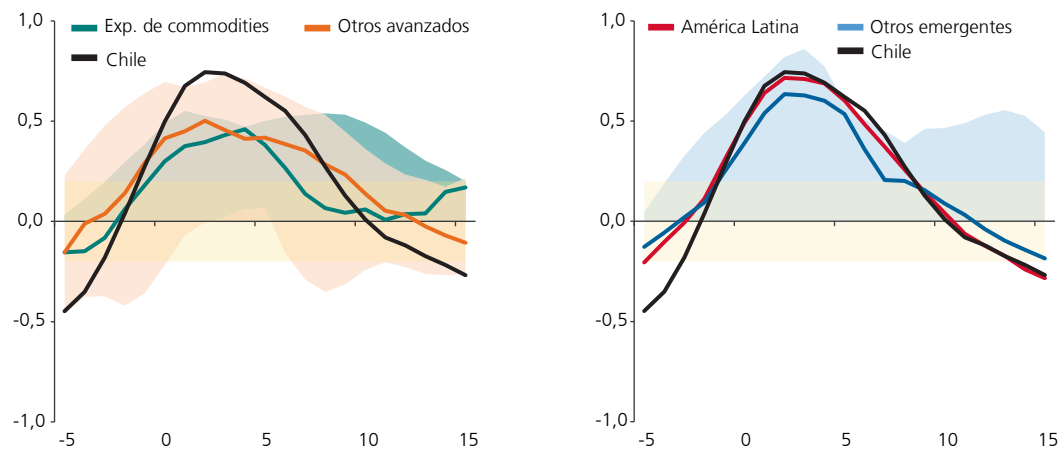 Exp. de commodities Otros avanzados
Chile
1,0
0,5
0,0
-0,5
-1,0
-5 0 5 10 15
América Latina Otros emergentes
Chile
1,0
0,5
0,0
-0,5
-1,0
-5 0 5 10 15